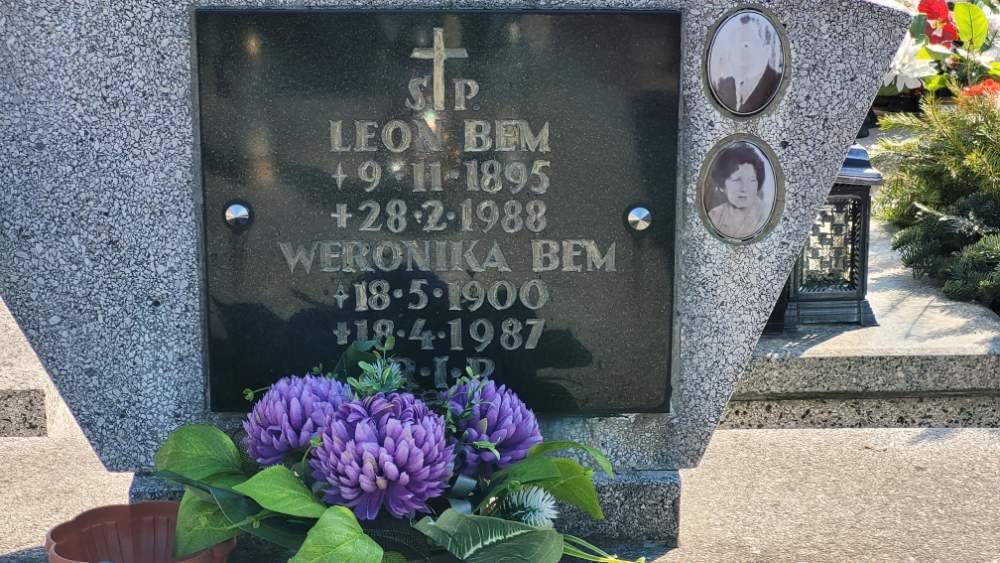 Ś P.
LEON BEM
+9·11·1895
+28·2·1988
WERONIKA BEM
+18·5·1900
+18·4·1987
R·I·P